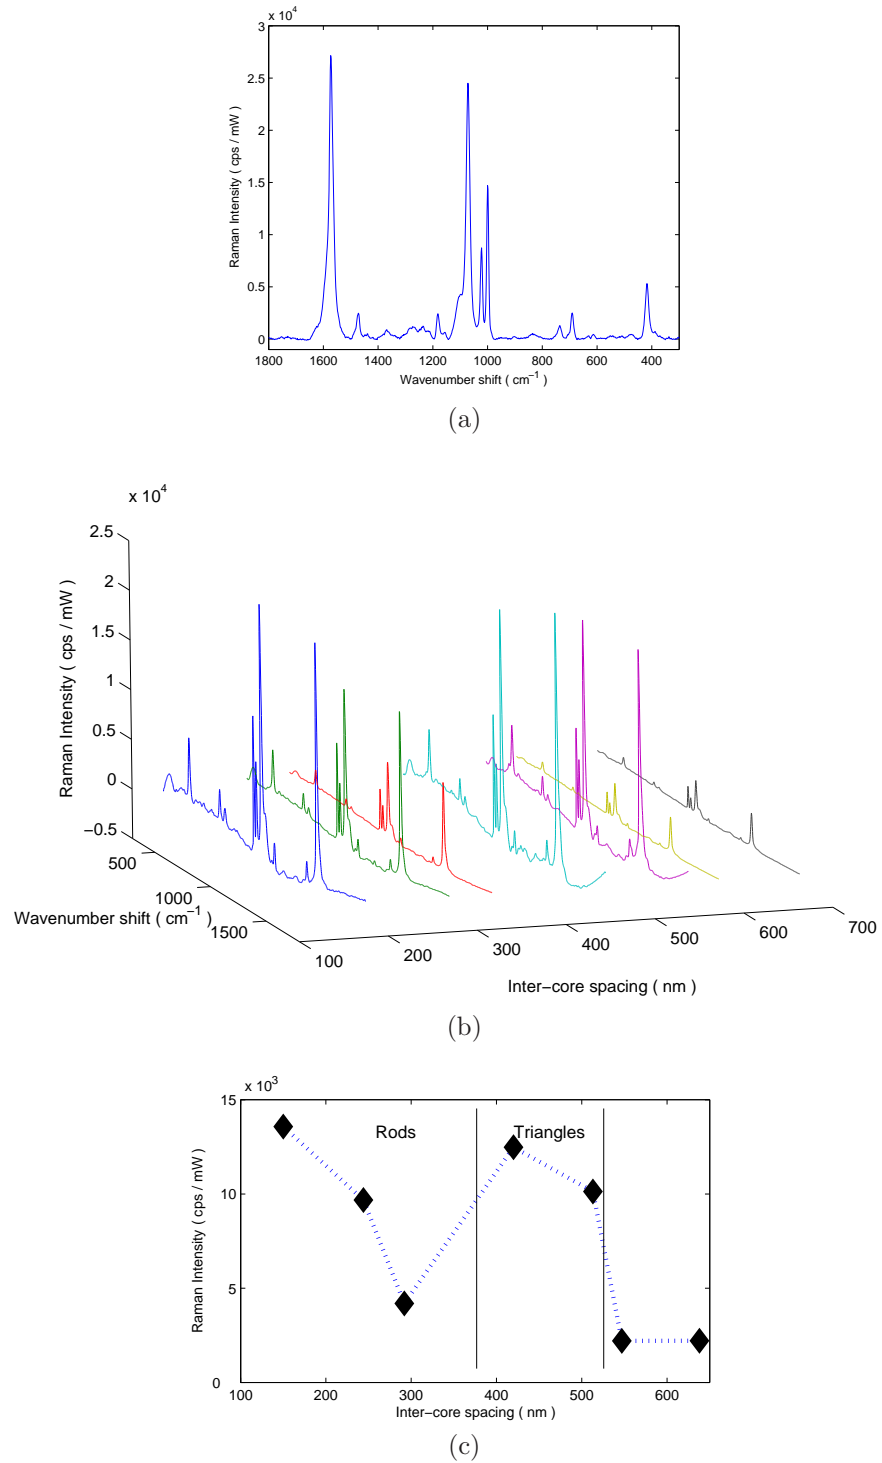 x 10^4
3
2.5
2
1.5
1
0.5
0
Raman Intensity ( cps / mW )
1800 1600 1400 1200 1000 800 600 400
Wavenumber shift ( cm−1 )
(a)
x 10^4
2.5
2
1.5
1
0.5
0
−0.5
Raman Intensity ( cps / mW )
500
1000
1500
Wavenumber shift ( cm−1 )
100 200 300 400 500 600 700
Inter−core spacing ( nm )
(b)
x 10^3
15
10
5
0
Raman Intensity ( cps / mW )
Rods Triangles
100 200 300 400 500 600
Inter−core spacing ( nm )
(c)